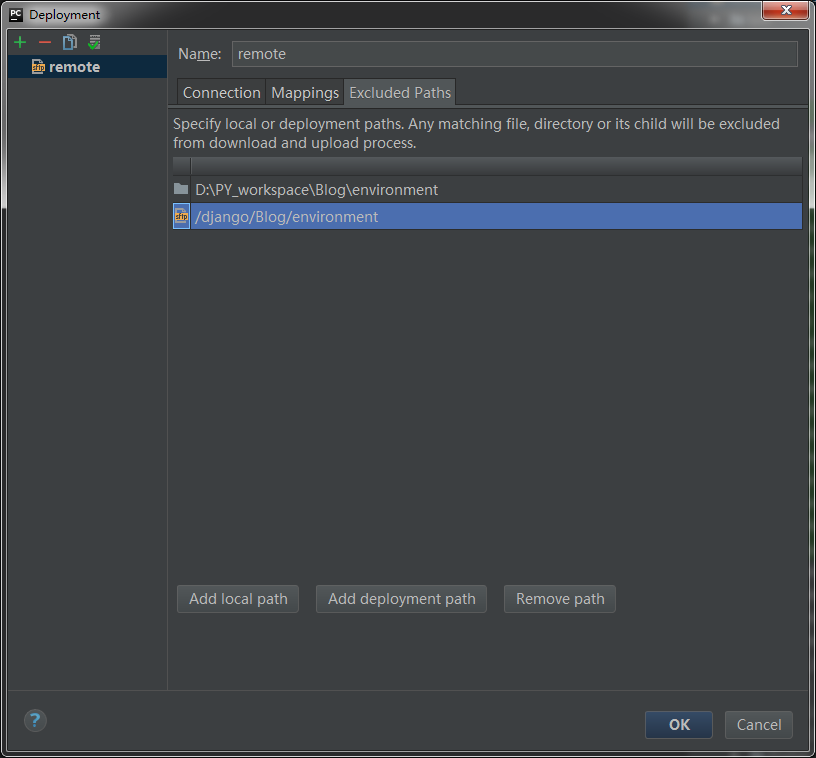 PC Deployment
sftp remote
Name: remote
Connection Mappings Excluded Paths
Specify local or deployment paths. Any matching file, directory or its child will be excluded
from download and upload process.
D:\PY_workspace\Blog\environment
sftp /django/Blog/environment
Add local path Add deployment path Remove path
? OK Cancel